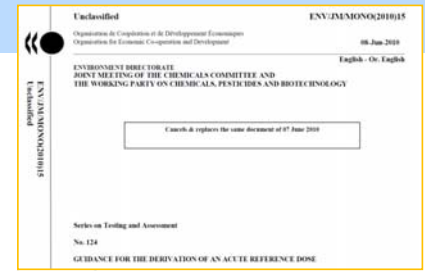 Unclassified ENV/JM/MONO(2010)15
Organisation de Coopération et de Développement Économiques
Organisation for Economic Co-operation and Development 08-Jun-2010
English - Or. English
ENVIRONMENT DIRECTORATE
JOINT MEETING OF THE CHEMICALS COMMITTEE AND
THE WORKING PARTY ON CHEMICALS, PESTICIDES AND BIOTECHNOLOGY
ENV/JM/MONO(2010)15
Unclassified
Cancels & replaces the same document of 07 June 2010
Series on Testing and Assessment
No. 124
GUIDANCE FOR THE DERIVATION OF AN ACUTE REFERENCE DOSE